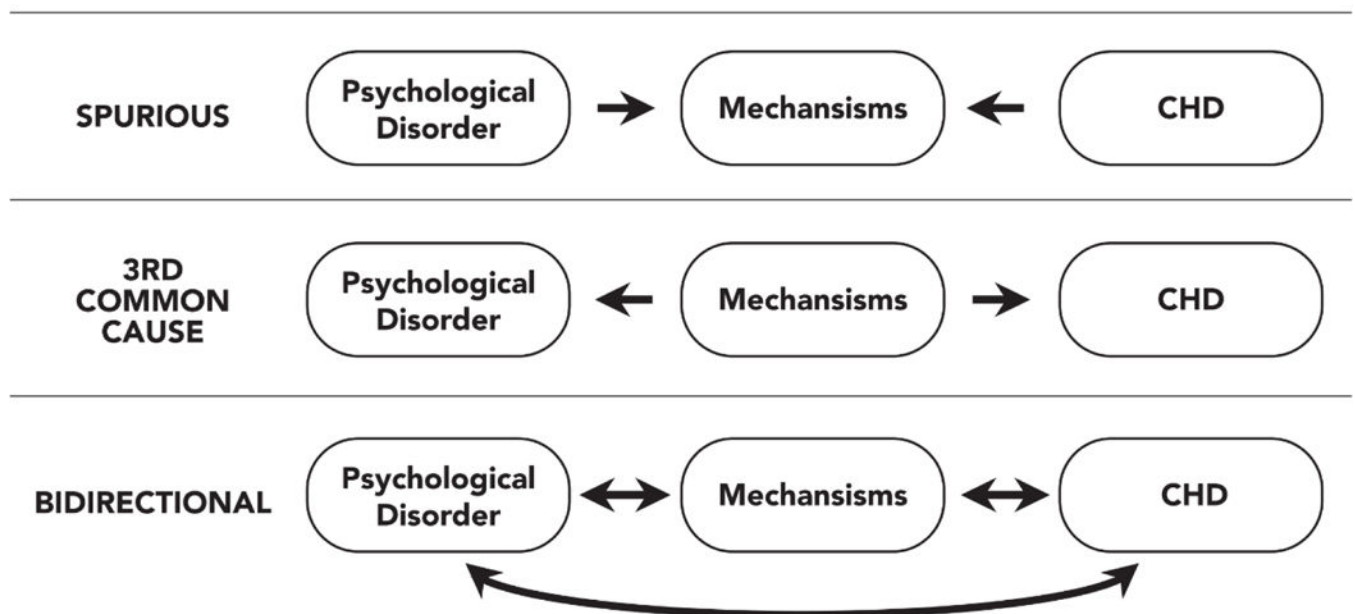 SPURIOUS
Psychological
Disorder
Mechansisms
CHD
3RD
COMMON
CAUSE
Psychological
Disorder
Mechansisms
CHD
BIDIRECTIONAL
Psychological
Disorder
Mechansisms
CHD